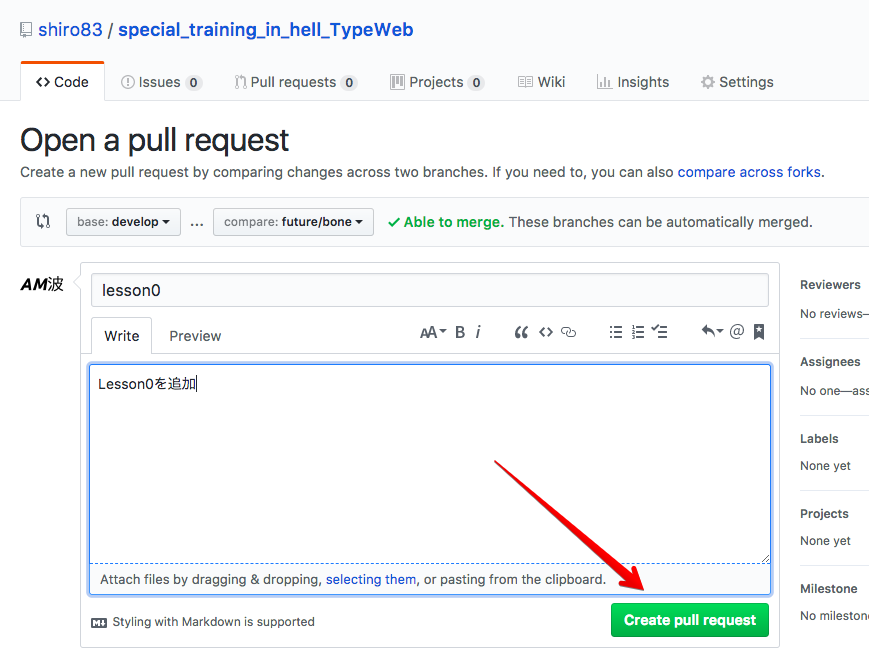 shiro83 / special_training_in_hell_TypeWeb
Code Issues 0 Pull requests 0 Projects 0 Wiki Insights Settings
Open a pull request
Create a new pull request by comparing changes across two branches. If you need to, you can also compare across forks.
base: develop ... compare: future/bone Able to merge. These branches can be automatically merged.
AM波
lesson0
Write Preview AA B i
Lesson0を追加
Attach files by dragging & dropping, selecting them, or pasting from the clipboard.
Styling with Markdown is supported
Create pull request
Reviewers
No reviews—
Assignees
No one—ass
Labels
None yet
Projects
None yet
Milestone
No mileston